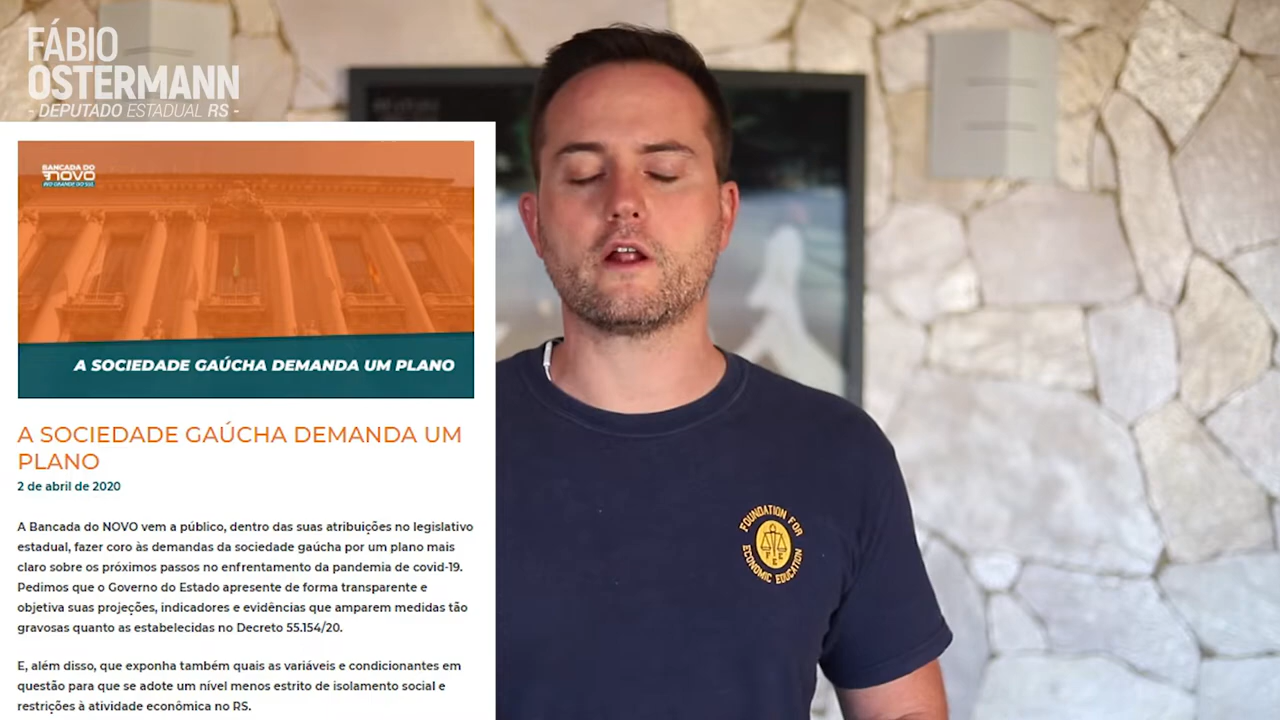 FÁBIO
OSTERMANN
- DEPUTADO ESTADUAL RS -
BANCADA DO
NOVO
RIO GRANDE DO SUL
A SOCIEDADE GAÚCHA DEMANDA UM PLANO
A SOCIEDADE GAÚCHA DEMANDA UM
PLANO
2 de abril de 2020
A Bancada do NOVO vem a público, dentro das suas atribuições no legislativo
estadual, fazer coro às demandas da sociedade gaúcha por um plano mais
claro sobre os próximos passos no enfrentamento da pandemia de covid-19.
Pedimos que o Governo do Estado apresente de forma transparente e
objetiva suas projeções, indicadores e evidências que amparem medidas tão
gravosas quanto as estabelecidas no Decreto 55.154/20.
E, além disso, que exponha também quais as variáveis e condicionantes em
questão para que se adote um nível menos estrito de isolamento social e
restrições à atividade econômica no RS.
FOUNDATION FOR
FEE
ECONOMIC EDUCATION